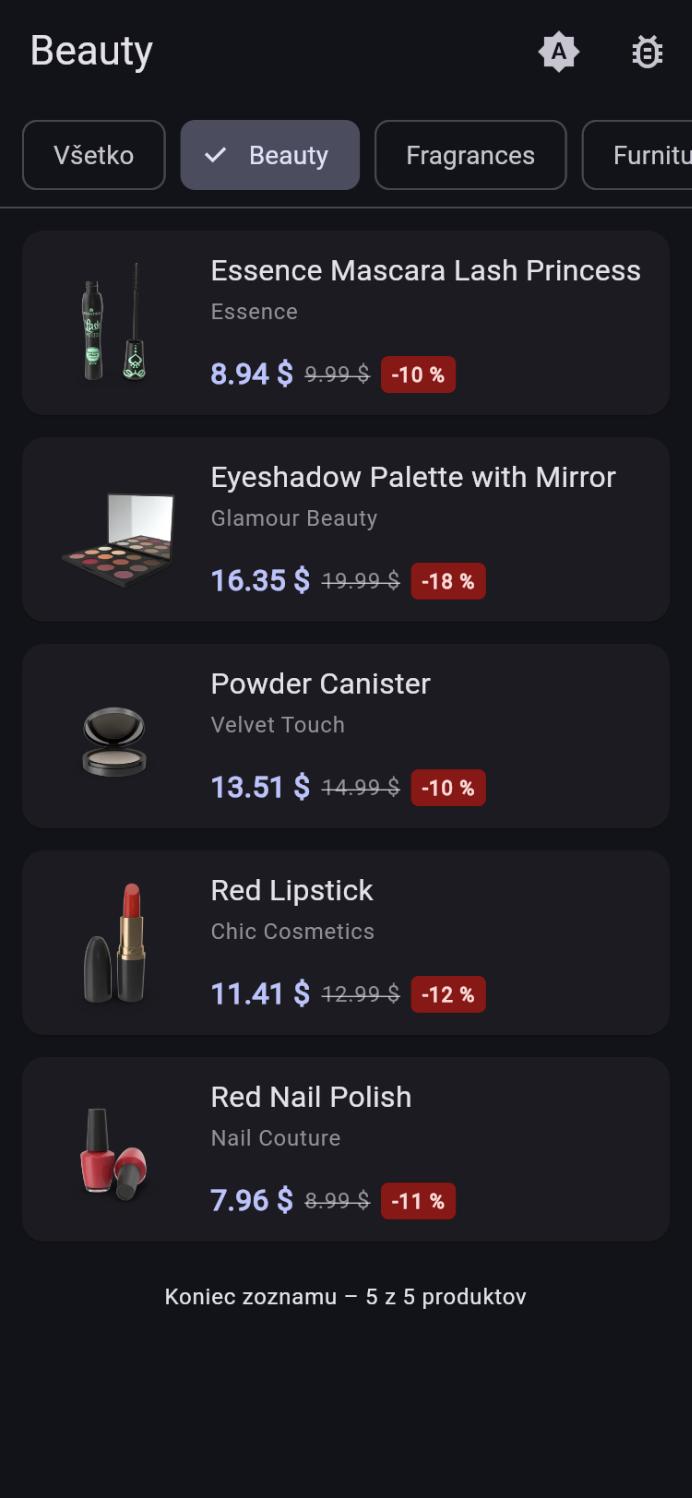 Beauty
A
Všetko
Beauty
Fragrances
Furnitu
Essence Mascara Lash Princess
Essence
8.94 $ 9.99 $ -10 %
Eyeshadow Palette with Mirror
Glamour Beauty
16.35 $ 19.99 $ -18 %
Powder Canister
Velvet Touch
13.51 $ 14.99 $ -10 %
Red Lipstick
Chic Cosmetics
11.41 $ 12.99 $ -12 %
Red Nail Polish
Nail Couture
7.96 $ 8.99 $ -11 %
Koniec zoznamu – 5 z 5 produktov